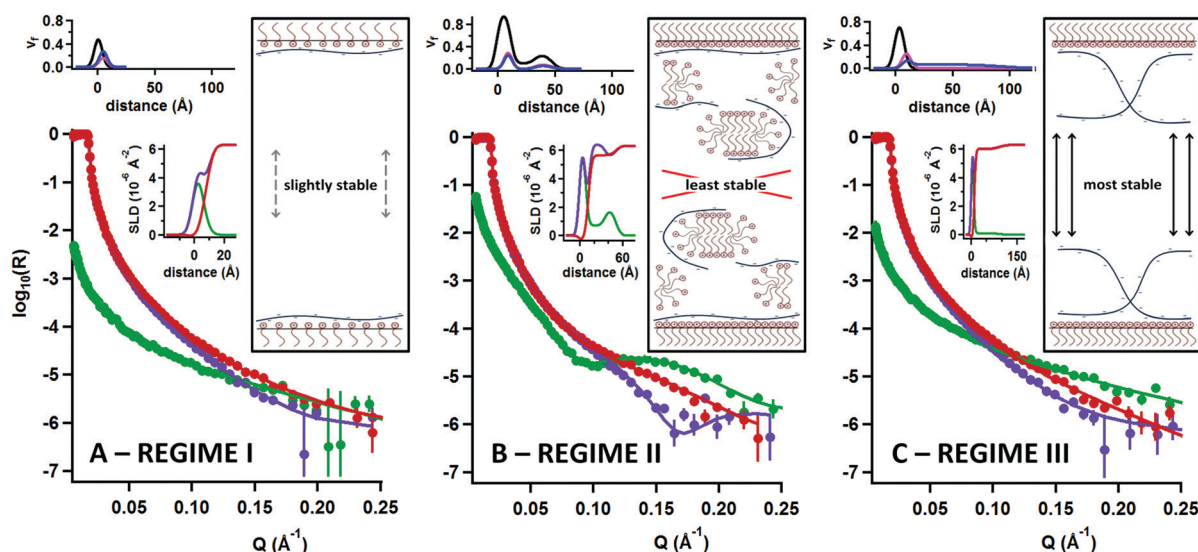 0.8
0.4
0.0
v_f
0 50 100
distance (Å)
0
-1
-2
-3
-4
-5
-6
-7
log₁₀(R)
6
4
2
0
SLD (10⁻⁶ Å⁻²)
0 20
distance (Å)
slightly stable
A – REGIME I
0.05 0.10 0.15 0.20 0.25
Q (Å⁻¹)
0.8
0.4
0.0
v_f
0 50 100
distance (Å)
0
-1
-2
-3
-4
-5
-6
-7
6
4
2
0
SLD (10⁻⁶ Å⁻²)
0 60
distance (Å)
least stable
B – REGIME II
0.05 0.10 0.15 0.20 0.25
Q (Å⁻¹)
0.8
0.4
0.0
v_f
0 50 100
distance (Å)
0
-1
-2
-3
-4
-5
-6
-7
6
4
2
0
SLD (10⁻⁶ Å⁻²)
0 150
distance (Å)
most stable
C – REGIME III
0.05 0.10 0.15 0.20 0.25
Q (Å⁻¹)